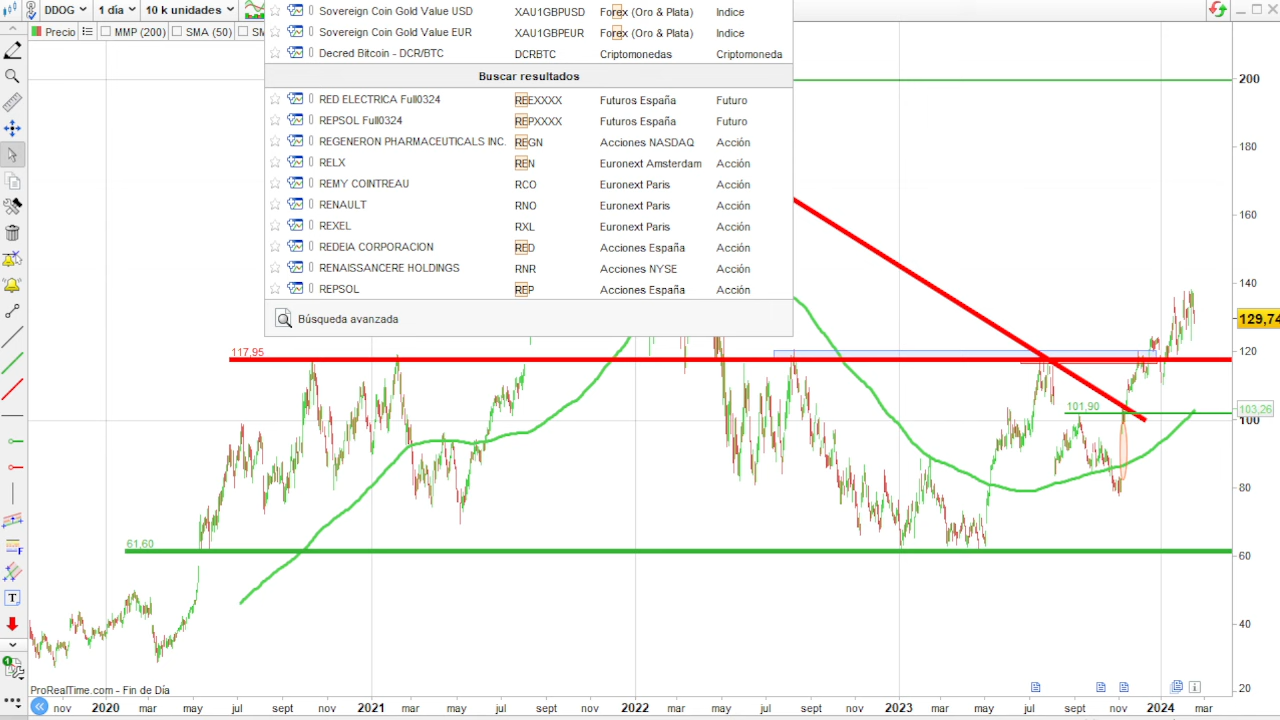 DDOG 1 día 10 k unidades
Sovereign Coin Gold Value USD XAU1GBPUSD Forex (Oro & Plata) Indice
Precio MMP (200) SMA (50) SM
Sovereign Coin Gold Value EUR XAU1GBPEUR Forex (Oro & Plata) Indice
Decred Bitcoin - DCR/BTC DCRBTC Criptomonedas Criptomoneda
Buscar resultados
RED ELECTRICA Full0324 REEXXXX Futuros España Futuro
REPSOL Full0324 REPXXXX Futuros España Futuro
REGENERON PHARMACEUTICALS INC. REGN Acciones NASDAQ Acción
RELX REN Euronext Amsterdam Acción
REMY COINTREAU RCO Euronext Paris Acción
RENAULT RNO Euronext Paris Acción
REXEL RXL Euronext Paris Acción
REDEIA CORPORACION RED Acciones España Acción
RENAISSANCERE HOLDINGS RNR Acciones NYSE Acción
REPSOL REP Acciones España Acción
Búsqueda avanzada
200
180
160
140
129,74
120
117,95
101,90
103,26
100
80
61,60
60
40
20
ProRealTime.com - Fin de Día
nov 2020 mar may jul sept 2021 mar may jul sept nov 2022 mar may jul sept nov 2023 mar may jul sept nov 2024 mar